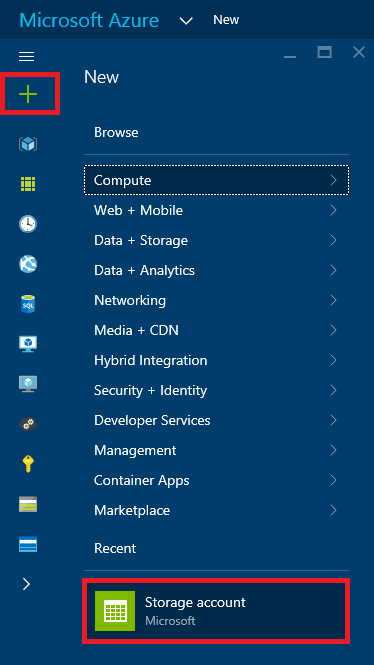 Microsoft Azure New
New
Browse
Compute
Web + Mobile
Data + Storage
Data + Analytics
Networking
Media + CDN
Hybrid Integration
Security + Identity
Developer Services
Management
Container Apps
Marketplace
Recent
SQL
Storage account
Microsoft